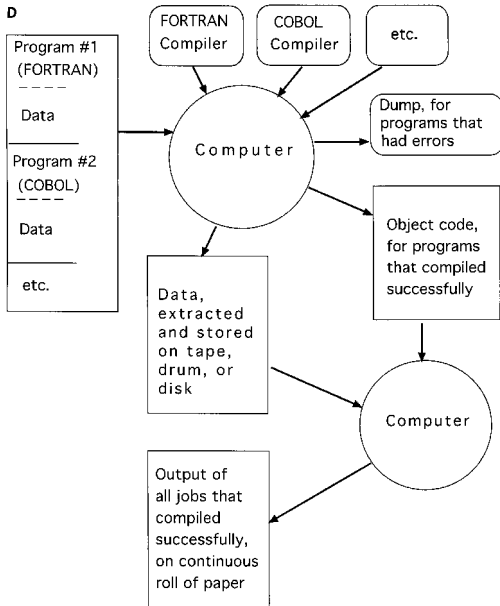 D
Program #1
(FORTRAN)
Data
Program #2
(COBOL)
Data
etc.
FORTRAN
Compiler
COBOL
Compiler
etc.
Computer
Dump, for
programs that
had errors
Object code,
for programs
that compiled
successfully
Data,
extracted
and stored
on tape,
drum, or
disk
Computer
Output of
all jobs that
compiled
successfully,
on continuous
roll of paper